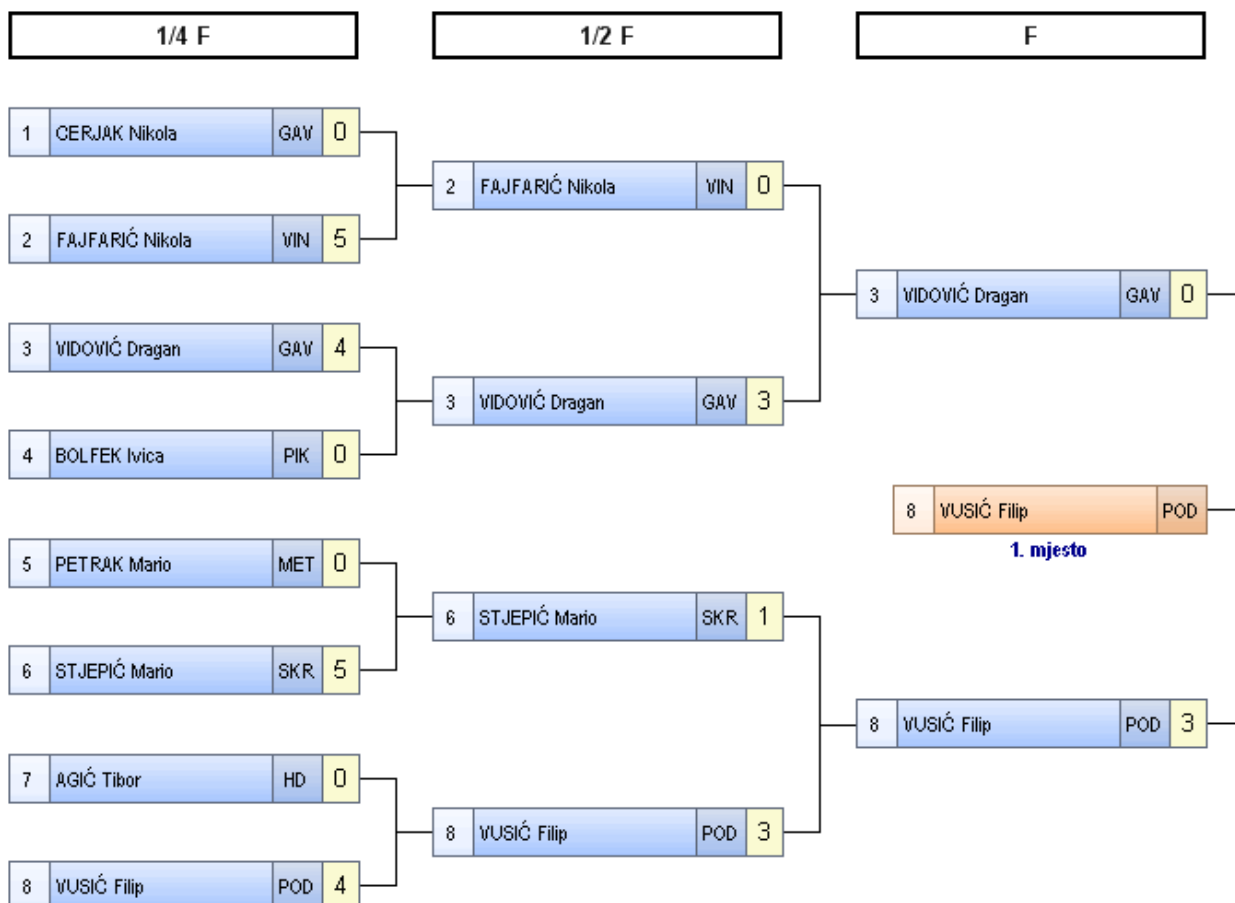 1/4 F 1/2 F F
1 CERJAK Nikola GAV 0
2 FAJFARIĆ Nikola VIN 5
3 VIDOVIĆ Dragan GAV 4
4 BOLFEK Ivica PIK 0
5 PETRAK Mario MET 0
6 STJEPIĆ Mario SKR 5
7 AGIĆ Tibor HD 0
8 VUSIĆ Filip POD 4
2 FAJFARIĆ Nikola VIN 0
3 VIDOVIĆ Dragan GAV 3
6 STJEPIĆ Mario SKR 1
8 VUSIĆ Filip POD 3
3 VIDOVIĆ Dragan GAV 0
8 VUSIĆ Filip POD
1. mjesto
8 VUSIĆ Filip POD 3